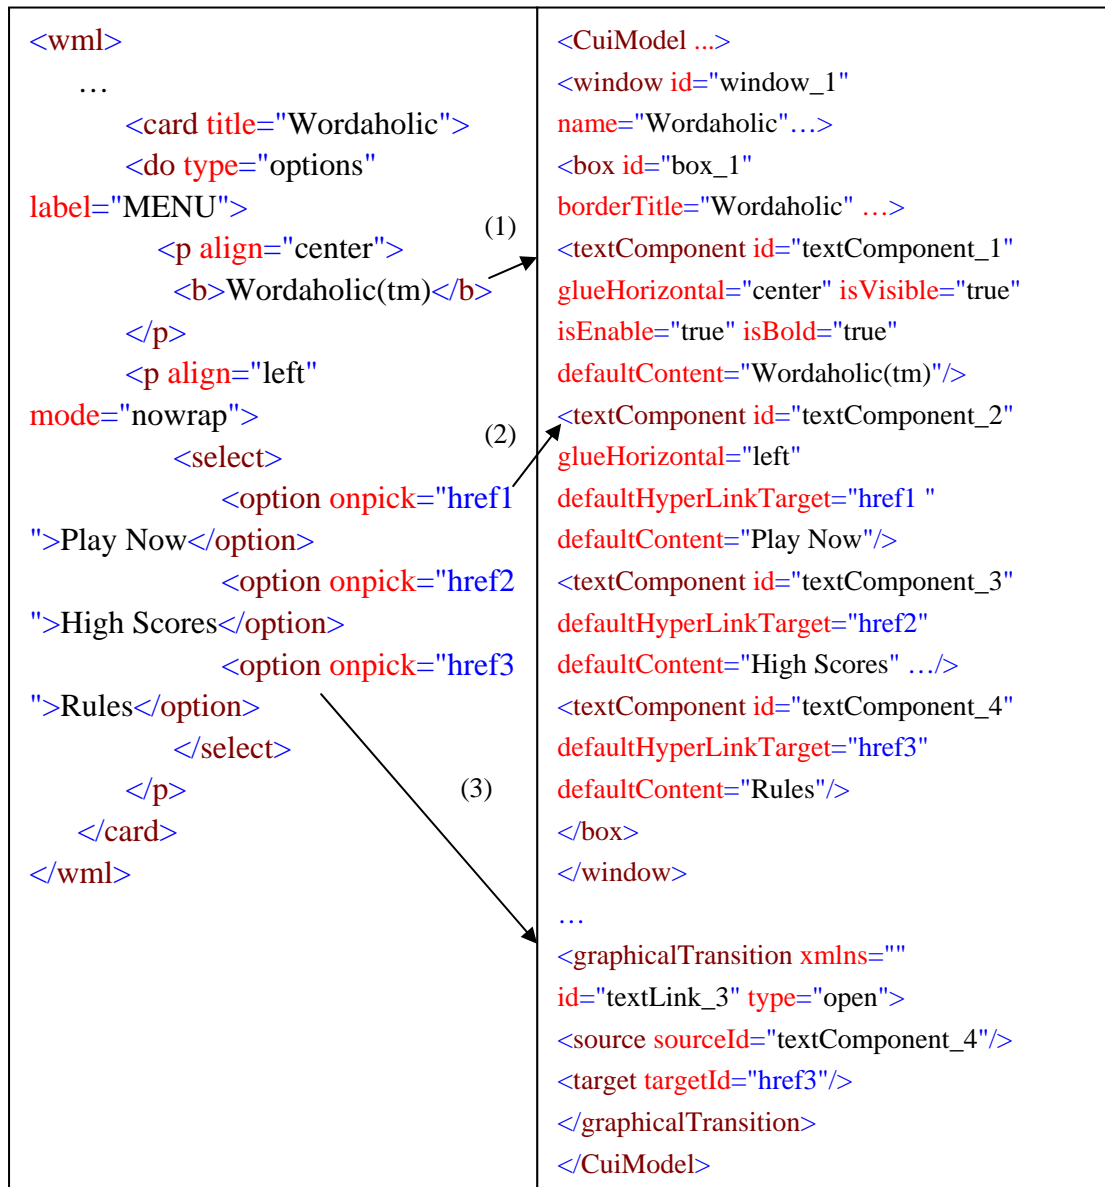 <wml>
…
<card title="Wordaholic">
<do type="options"
label="MENU">
<p align="center">
<b>Wordaholic(tm)</b>
</p>
<p align="left"
mode="nowrap">
<select>
<option onpick="href1
">Play Now</option>
<option onpick="href2
">High Scores</option>
<option onpick="href3
">Rules</option>
</select>
</p>
</card>
</wml>
(1)
(2)
(3)
<CuiModel ...>
<window id="window_1"
name="Wordaholic"…>
<box id="box_1"
borderTitle="Wordaholic" …>
<textComponent id="textComponent_1"
glueHorizontal="center" isVisible="true"
isEnable="true" isBold="true"
defaultContent="Wordaholic(tm)"/>
<textComponent id="textComponent_2"
glueHorizontal="left"
defaultHyperLinkTarget="href1 "
defaultContent="Play Now"/>
<textComponent id="textComponent_3"
defaultHyperLinkTarget="href2"
defaultContent="High Scores" …/>
<textComponent id="textComponent_4"
defaultHyperLinkTarget="href3"
defaultContent="Rules"/>
</box>
</window>
…
<graphicalTransition xmlns=""
id="textLink_3" type="open">
<source sourceId="textComponent_4"/>
<target targetId="href3"/>
</graphicalTransition>
</CuiModel>